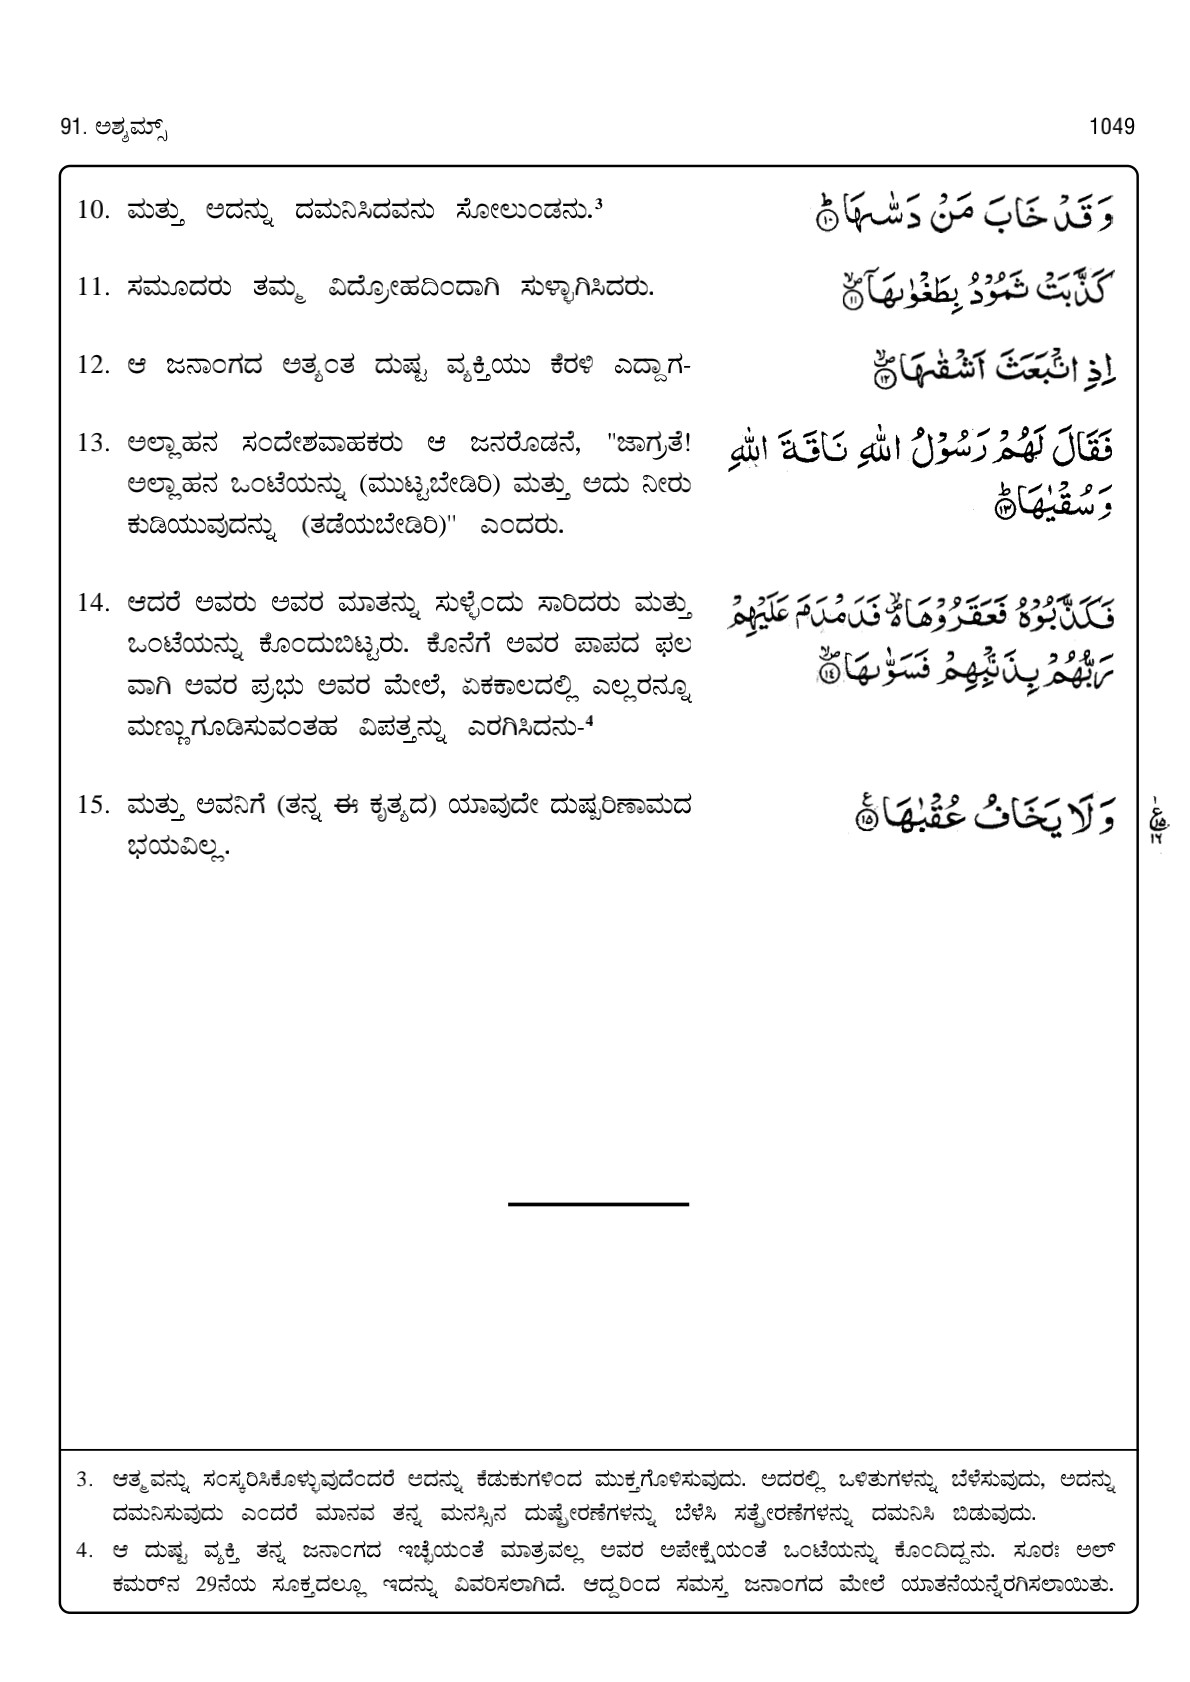 91. ಅಶ್ಶಮ್ಸ್ 1049
10. ಮತ್ತು ಅದನ್ನು ದಮನಿಸಿದವನು ಸೋಲುಂಡನು.³
وَقَدْ خَابَ مَنْ دَسّٰىهَا ۝۱۰
11. ಸಮೂದರು ತಮ್ಮ ವಿದ್ರೋಹದಿಂದಾಗಿ ಸುಳ್ಳಾಗಿಸಿದರು.
كَذَّبَتْ ثَمُوْدُ بِطَغْوٰىهَاۤ ۝۱۱
12. ಆ ಜನಾಂಗದ ಅತ್ಯಂತ ದುಷ್ಟ ವ್ಯಕ್ತಿಯು ಕೆರಳಿ ಎದ್ದಾಗ-
اِذِ انْۢبَعَثَ اَشْقٰىهَا ۝۱۲
13. ಅಲ್ಲಾಹನ ಸಂದೇಶವಾಹಕರು ಆ ಜನರೊಡನೆ, "ಜಾಗ್ರತೆ!
ಅಲ್ಲಾಹನ ಒಂಟೆಯನ್ನು (ಮುಟ್ಟಬೇಡಿರಿ) ಮತ್ತು ಅದು ನೀರು
ಕುಡಿಯುವುದನ್ನು (ತಡೆಯಬೇಡಿರಿ)" ಎಂದರು.
فَقَالَ لَهُمْ رَسُوْلُ اللّٰهِ نَاقَةَ اللّٰهِ
وَسُقْيٰهَا ۝۱۳
14. ಆದರೆ ಅವರು ಅವರ ಮಾತನ್ನು ಸುಳ್ಳೆಂದು ಸಾರಿದರು ಮತ್ತು
ಒಂಟೆಯನ್ನು ಕೊಂದುಬಿಟ್ಟರು. ಕೊನೆಗೆ ಅವರ ಪಾಪದ ಫಲ
ವಾಗಿ ಅವರ ಪ್ರಭು ಅವರ ಮೇಲೆ, ಏಕಕಾಲದಲ್ಲಿ ಎಲ್ಲರನ್ನೂ
ಮಣ್ಣುಗೂಡಿಸುವಂತಹ ವಿಪತ್ತನ್ನು ಎರಗಿಸಿದನು-⁴
فَكَذَّبُوْهُ فَعَقَرُوْهَا ۙ فَدَمْدَمَ عَلَيْهِمْ
رَبُّهُمْ بِذَنْۢبِهِمْ فَسَوّٰىهَا ۝۱۴
15. ಮತ್ತು ಅವನಿಗೆ (ತನ್ನ ಈ ಕೃತ್ಯದ) ಯಾವುದೇ ದುಷ್ಪರಿಣಾಮದ
ಭಯವಿಲ್ಲ.
وَلَا يَخَافُ عُقْبٰهَا ۝۱۵
3. ಆತ್ಮವನ್ನು ಸಂಸ್ಕರಿಸಿಕೊಳ್ಳುವುದೆಂದರೆ ಅದನ್ನು ಕೆಡುಕುಗಳಿಂದ ಮುಕ್ತಗೊಳಿಸುವುದು. ಅದರಲ್ಲಿ ಒಳಿತುಗಳನ್ನು ಬೆಳೆಸುವುದು, ಅದನ್ನು
ದಮನಿಸುವುದು ಎಂದರೆ ಮಾನವ ತನ್ನ ಮನಸ್ಸಿನ ದುಷ್ಪ್ರೇರಣೆಗಳನ್ನು ಬೆಳೆಸಿ ಸತ್ಪ್ರೇರಣೆಗಳನ್ನು ದಮನಿಸಿ ಬಿಡುವುದು.
4. ಆ ದುಷ್ಟ ವ್ಯಕ್ತಿ ತನ್ನ ಜನಾಂಗದ ಇಚ್ಛೆಯಂತೆ ಮಾತ್ರವಲ್ಲ ಅವರ ಅಪೇಕ್ಷೆಯಂತೆ ಒಂಟೆಯನ್ನು ಕೊಂದಿದ್ದನು. ಸೂರಃ ಅಲ್
ಕಮರ್‌ನ 29ನೆಯ ಸೂಕ್ತದಲ್ಲೂ ಇದನ್ನು ವಿವರಿಸಲಾಗಿದೆ. ಆದ್ದರಿಂದ ಸಮಸ್ತ ಜನಾಂಗದ ಮೇಲೆ ಯಾತನೆಯನ್ನೆರಗಿಸಲಾಯಿತು.